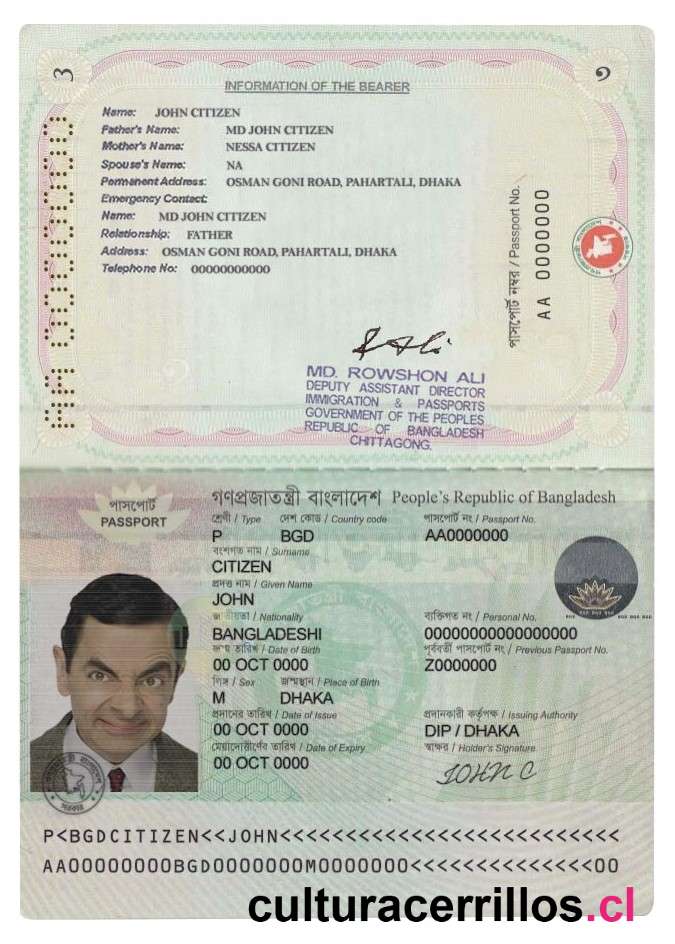 INFORMATION OF THE BEARER
Name: JOHN CITIZEN
Father's Name: MD JOHN CITIZEN
Mother's Name: NESSA CITIZEN
Spouse's Name: NA
Permanent Address: OSMAN GONI ROAD, PAHARTALI, DHAKA
Emergency Contact:
Name: MD JOHN CITIZEN
Relationship: FATHER
Address: OSMAN GONI ROAD, PAHARTALI, DHAKA
Telephone No: 00000000000
পাসপোর্ট নম্বর / Passport No.
AA 0000000
MD. ROWSHON ALI
DEPUTY ASSISTANT DIRECTOR
IMMIGRATION & PASSPORTS
GOVERNMENT OF THE PEOPLES
REPUBLIC OF BANGLADESH
CHITTAGONG.
পাসপোর্ট
PASSPORT
গণপ্রজাতন্ত্রী বাংলাদেশ People's Republic of Bangladesh
শ্রেণী / Type দেশ কোড / Country code পাসপোর্ট নং / Passport No.
P BGD AA0000000
বংশগত নাম / Surname
CITIZEN
প্রদত্ত নাম / Given Name
JOHN
জাতীয়তা / Nationality ব্যক্তিগত নং / Personal No.
BANGLADESHI 00000000000000000
জন্ম তারিখ / Date of Birth পূর্ববর্তী পাসপোর্ট নং / Previous Passport No.
00 OCT 0000 Z0000000
লিঙ্গ / Sex জন্মস্থান / Place of Birth
M DHAKA
প্রদানের তারিখ / Date of Issue প্রদানকারী কর্তৃপক্ষ / Issuing Authority
00 OCT 0000 DIP / DHAKA
মেয়াদোত্তীর্ণের তারিখ / Date of Expiry স্বাক্ষর / Holder's Signature
00 OCT 0000 JOHN C
P<BGDCITIZEN<<JOHN<<<<<<<<<<<<<<<<<<<<<<<<<<
AA00000000BGD0000000M0000000<<<<<<<<<<<<<<00
culturacerrillos.cl